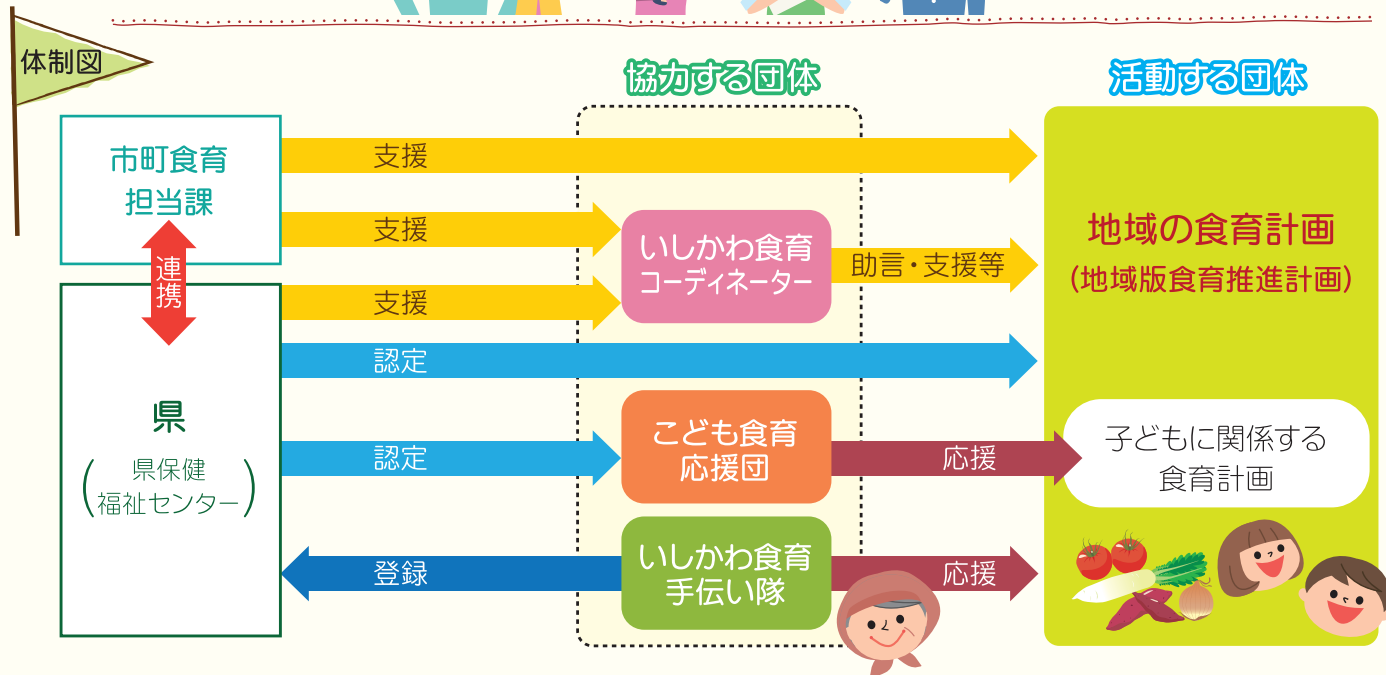 体制図
協力する団体
活動する団体
市町食育
担当課
連携
県
(県保健
福祉センター)
支援
支援
支援
認定
認定
登録
いしかわ食育
コーディネーター
こども食育
応援団
いしかわ食育
手伝い隊
助言・支援等
応援
応援
地域の食育計画
(地域版食育推進計画)
子どもに関係する
食育計画